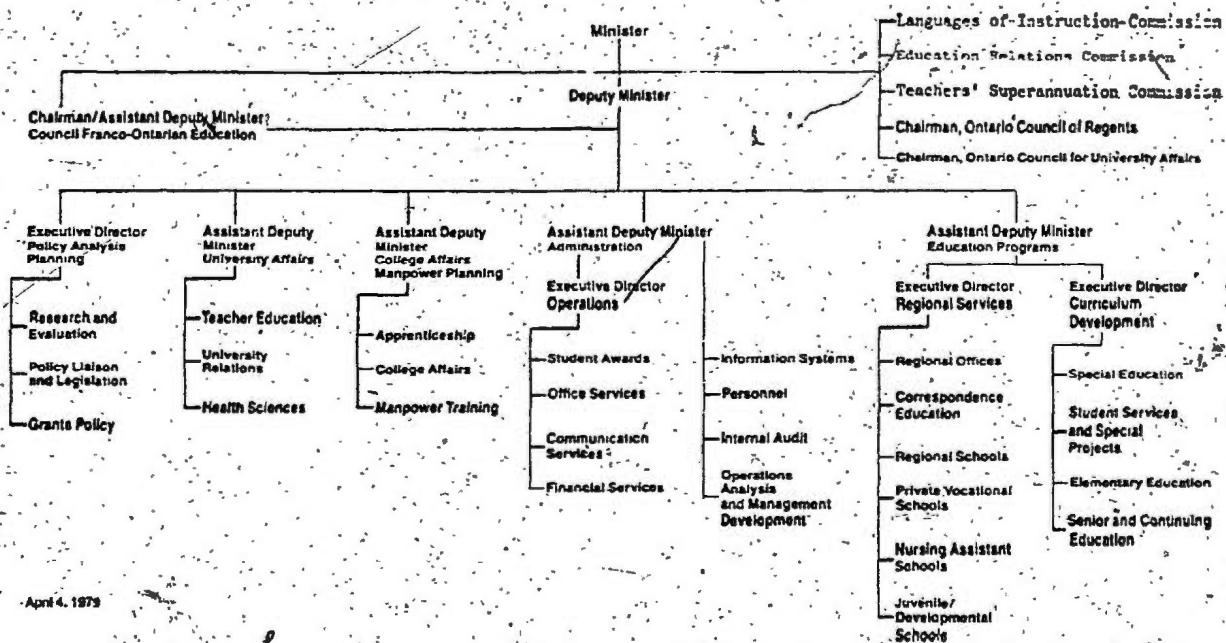 Minister
Languages of-Instruction-Commission
Education Relations Commission
Deputy Minister
Teachers' Superannuation Commission
Chairman/Assistant Deputy Minister
Council Franco-Ontarian Education
Chairman, Ontario Council of Regents
Chairman, Ontario Council for University Affairs
Executive Director
Policy Analysis
Planning
Research and
Evaluation
Policy Liaison
and Legislation
Grants Policy
Assistant Deputy
Minister
University Affairs
Teacher Education
University
Relations
Health Sciences
Assistant Deputy
Minister
College Affairs
Manpower Planning
Apprenticeship
College Affairs
Manpower Training
Assistant Deputy Minister
Administration
Executive Director
Operations
Student Awards
Office Services
Communication
Services
Financial Services
Information Systems
Personnel
Internal Audit
Operations
Analysis
and Management
Development
Assistant Deputy Minister
Education Programs
Executive Director
Regional Services
Regional Offices
Correspondence
Education
Regional Schools
Private Vocational
Schools
Nursing Assistant
Schools
Juvenile/
Developmental
Schools
Executive Director
Curriculum
Development
Special Education
Student Services
and Special
Projects
Elementary Education
Senior and Continuing
Education
April 4, 1979